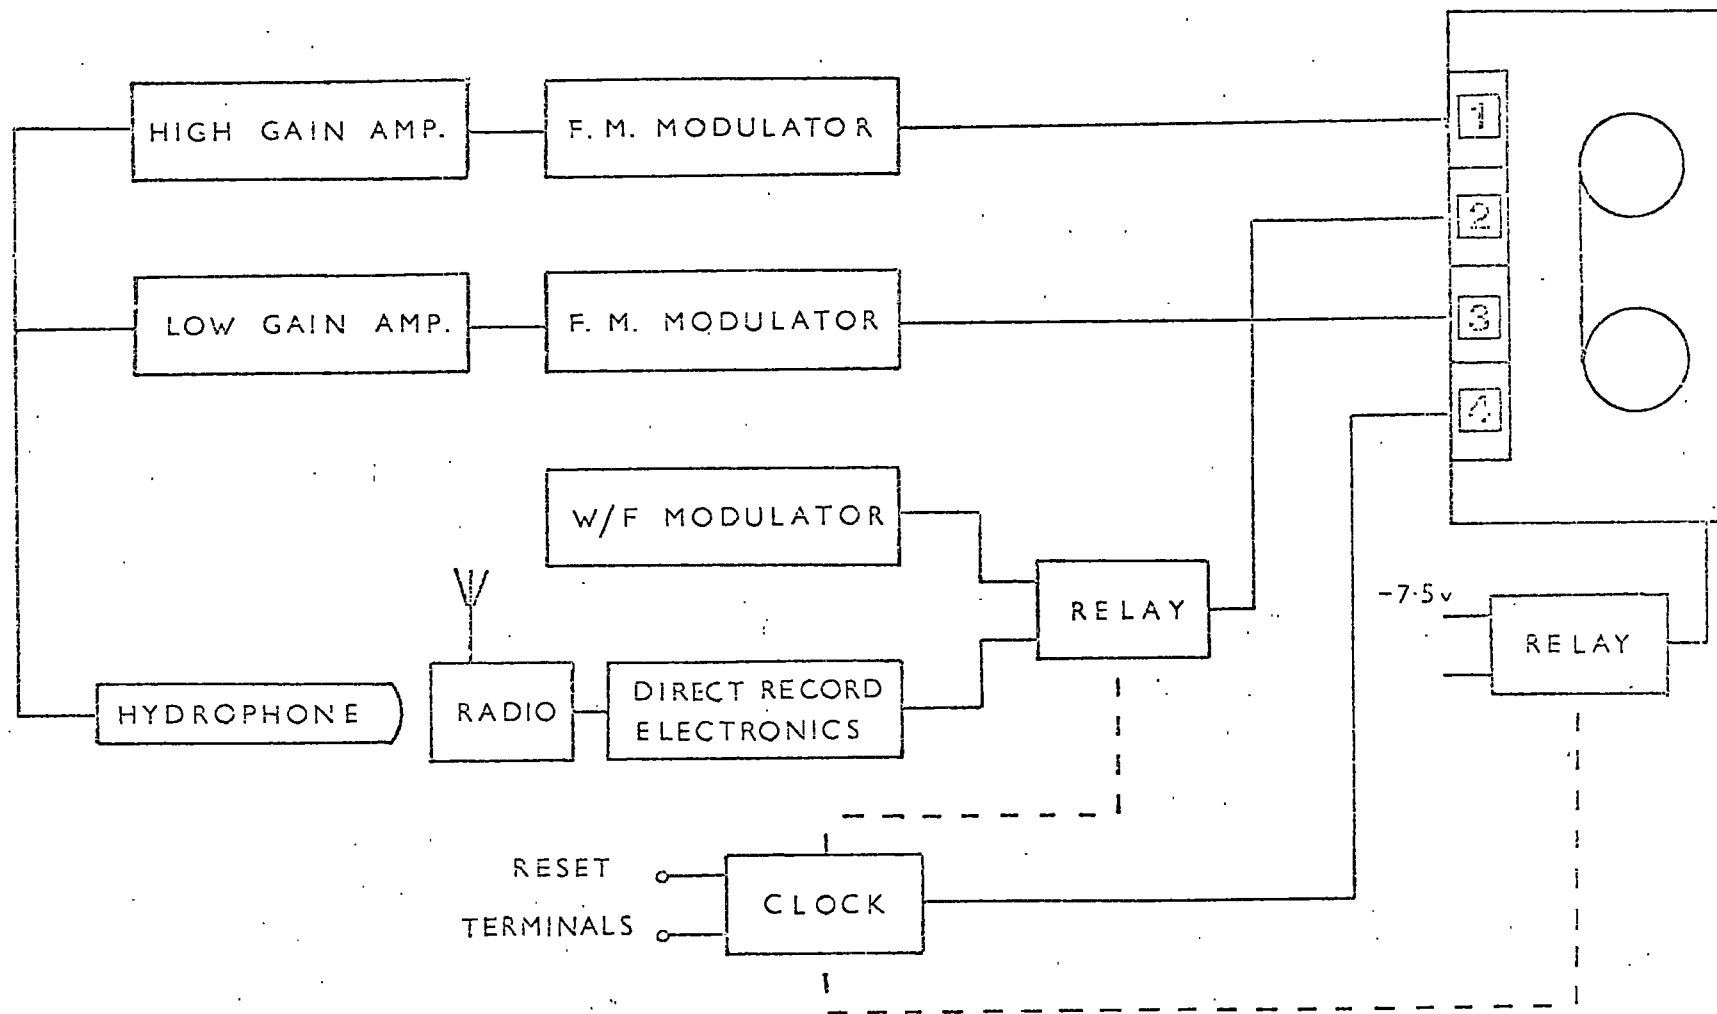 HIGH GAIN AMP.
F. M. MODULATOR
1
2
LOW GAIN AMP.
F. M. MODULATOR
3
4
W/F MODULATOR
RELAY
-7.5v
RELAY
HYDROPHONE
RADIO
DIRECT RECORD
ELECTRONICS
RESET
TERMINALS
CLOCK